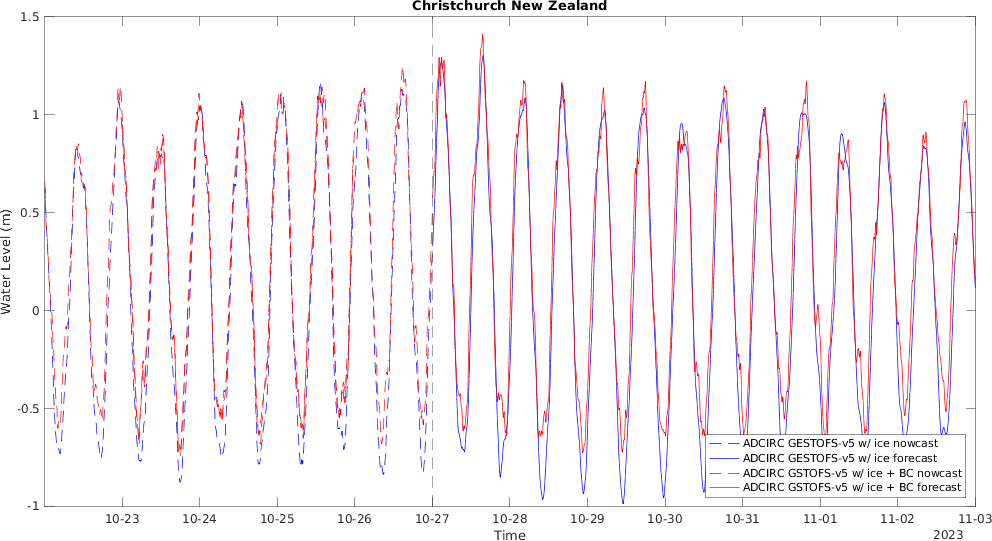 Christchurch New Zealand
1.5
1
0.5
0
-0.5
-1
Water Level (m)
10-23 10-24 10-25 10-26 10-27 10-28 10-29 10-30 10-31 11-01 11-02 11-03
Time
2023
ADCIRC GESTOFS-v5 w/ ice nowcast
ADCIRC GESTOFS-v5 w/ ice forecast
ADCIRC GSTOFS-v5 w/ ice + BC nowcast
ADCIRC GSTOFS-v5 w/ ice + BC forecast